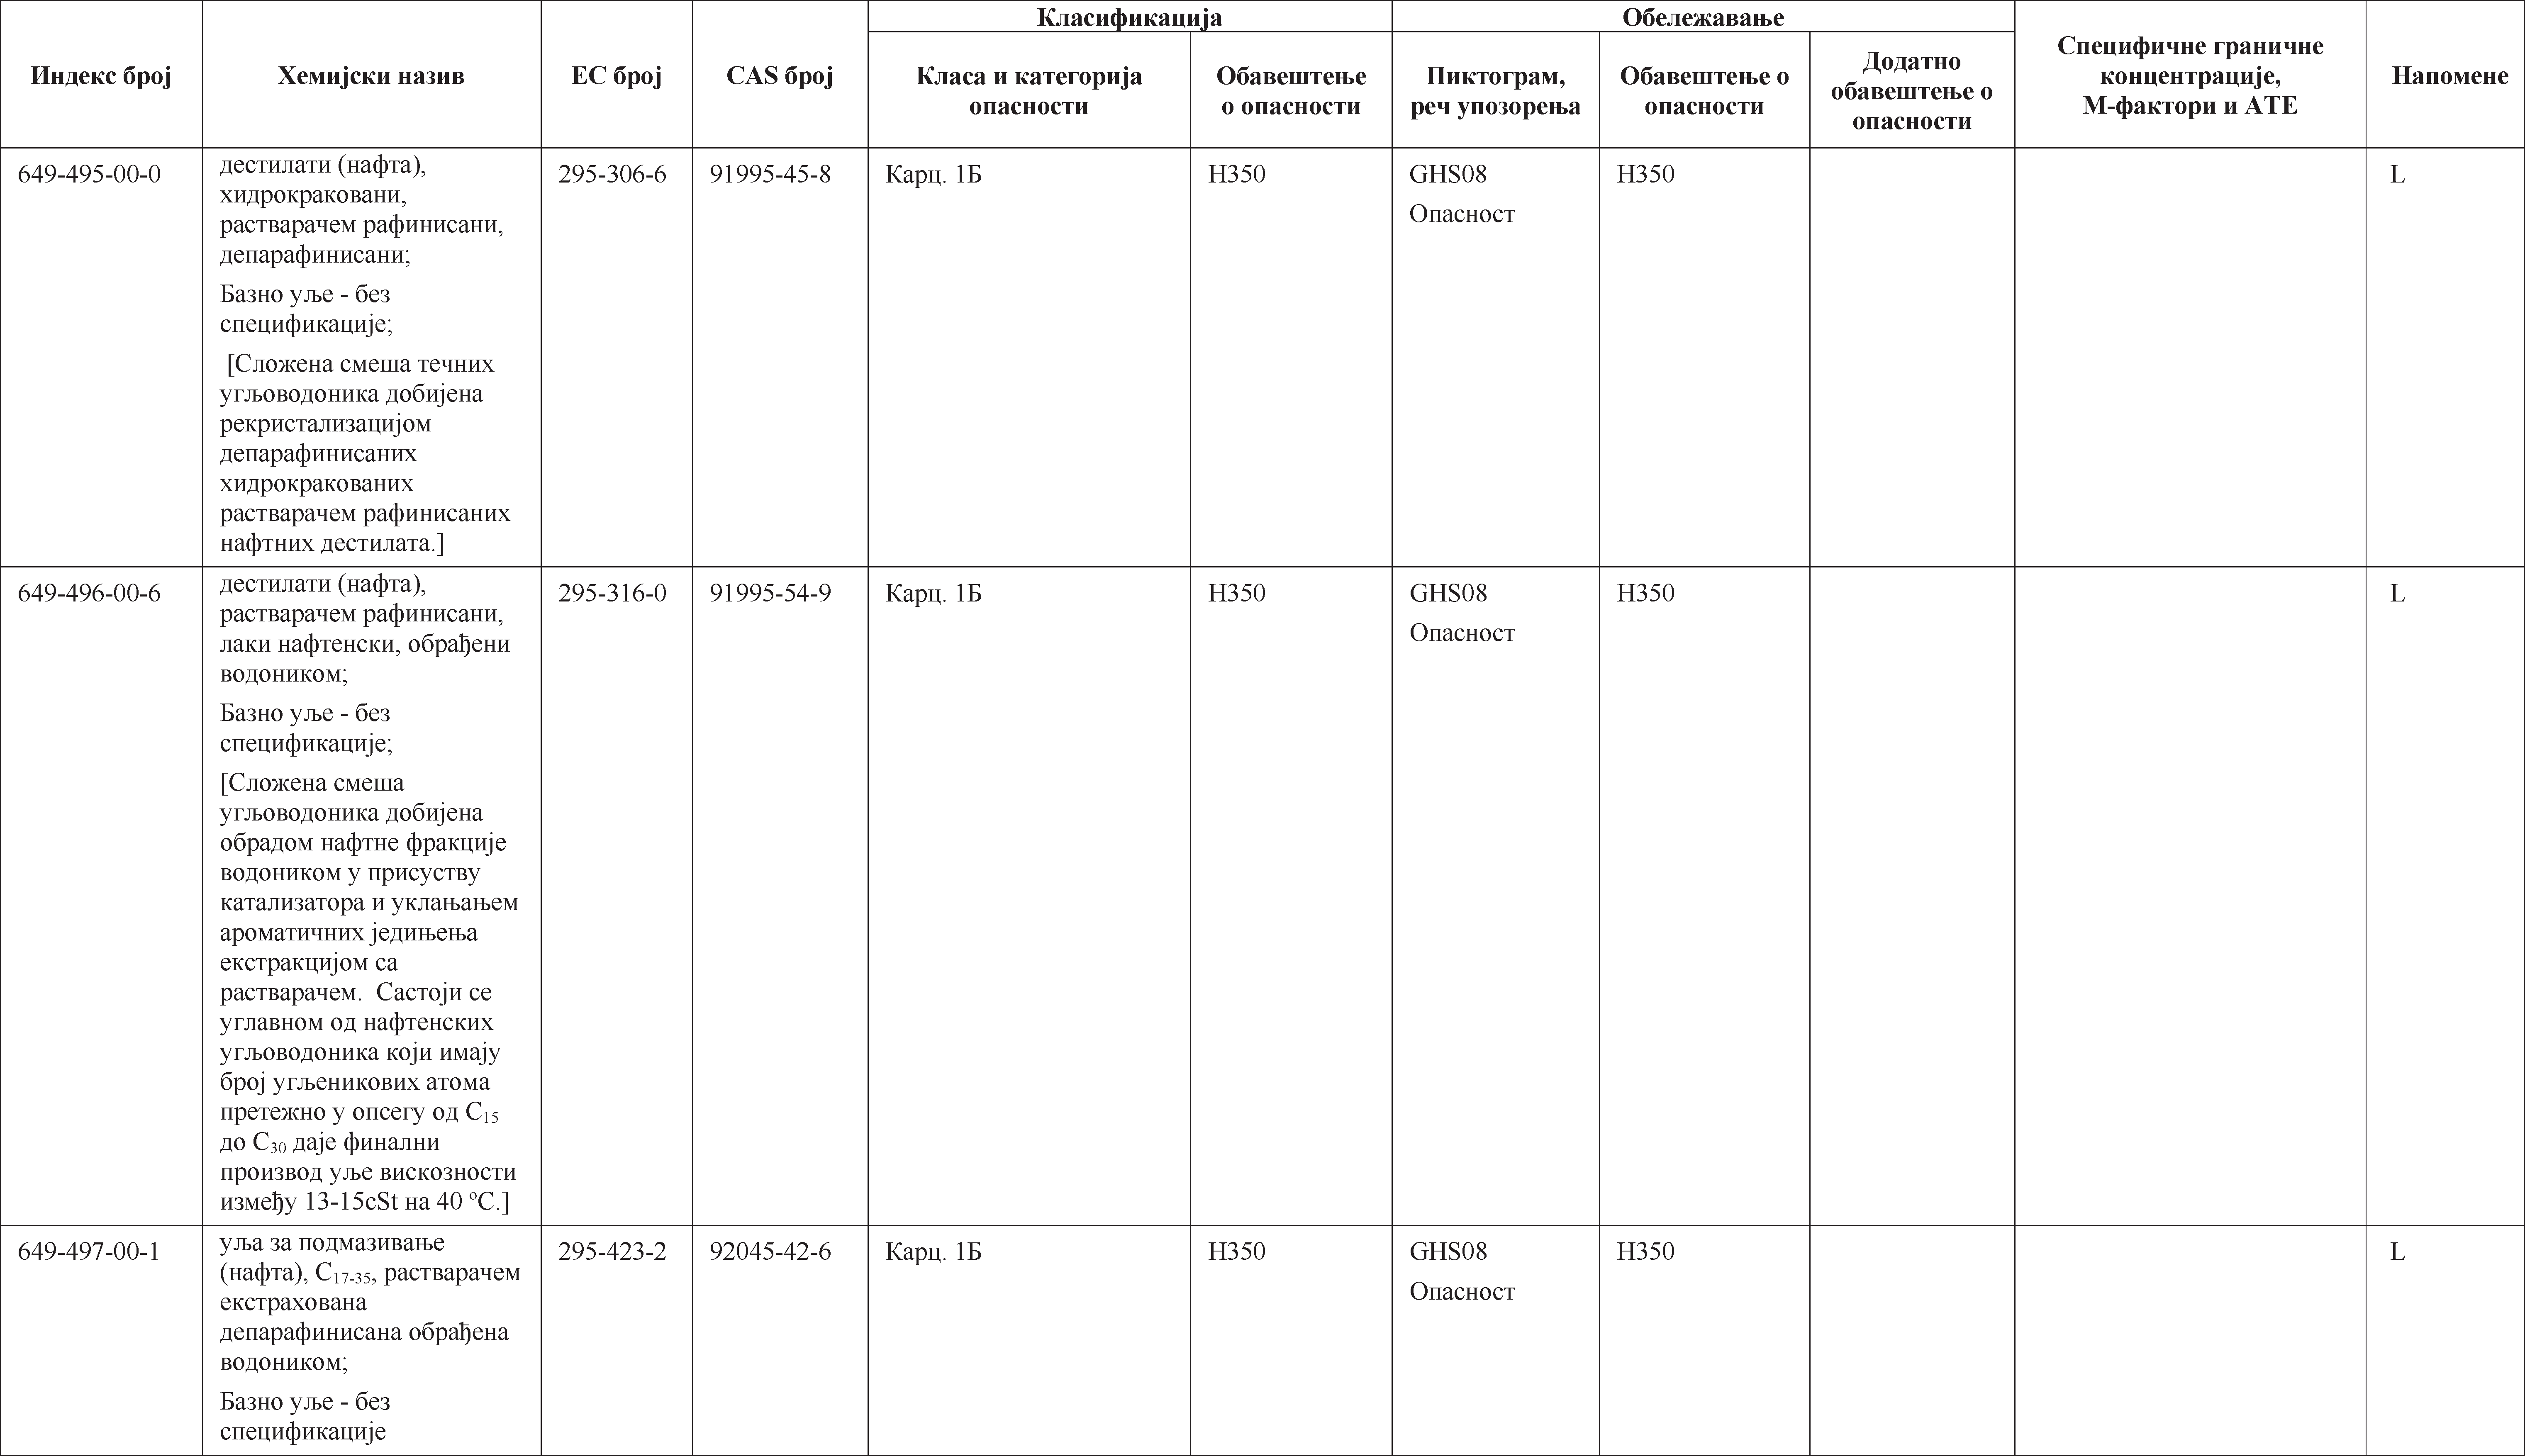 Индекс број
Хемијски назив
ЕС број
CAS број
Класификација
Класа и категорија
опасности
Обавештење
о опасности
Обележавање
Пиктограм,
реч упозорења
Обавештење о
опасности
Додатно
обавештење о
опасности
Специфичне граничне
концентрације,
М-фактори и АТЕ
Напомене
649-495-00-0
дестилати (нафта),
хидрокраковани,
растварачем рафинисани,
депарафинисани;
Базно уље - без
спецификације;
[Сложена смеша течних
угљоводоника добијена
рекристализацијом
депарафинисаних
хидрокракованих
растварачем рафинисаних
нафтних дестилата.]
295-306-6
91995-45-8
Карц. 1Б
H350
GHS08
Опасност
H350
L
649-496-00-6
дестилати (нафта),
растварачем рафинисани,
лаки нафтенски, обрађени
водоником;
Базно уље - без
спецификације;
[Сложена смеша
угљоводоника добијена
обрадом нафтне фракције
водоником у присуству
катализатора и уклањањем
ароматичних једињења
екстракцијом са
растварачем.  Састоји се
углавном од нафтенских
угљоводоника који имају
број угљеникових атома
претежно у опсегу од C15
до C30 даје финални
производ уље вискозности
између 13-15cSt на 40 ºC.]
295-316-0
91995-54-9
Карц. 1Б
H350
GHS08
Опасност
H350
L
649-497-00-1
уља за подмазивање
(нафта), C17-35, растварачем
екстрахована
депарафинисана обрађена
водоником;
Базно уље - без
спецификације
295-423-2
92045-42-6
Карц. 1Б
H350
GHS08
Опасност
H350
L